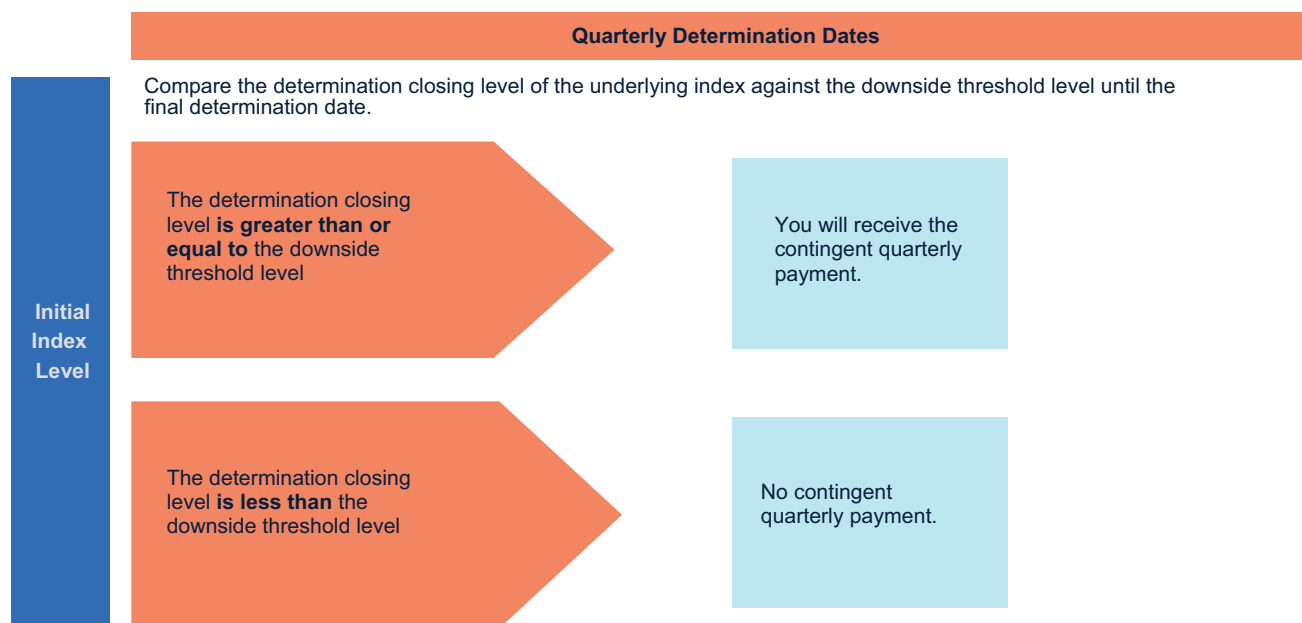 Quarterly Determination Dates
Compare the determination closing level of the underlying index against the downside threshold level until the
final determination date.
Initial
Index
Level
The determination closing
level is greater than or
equal to the downside
threshold level
You will receive the
contingent quarterly
payment.
The determination closing
level is less than the
downside threshold level
No contingent
quarterly payment.